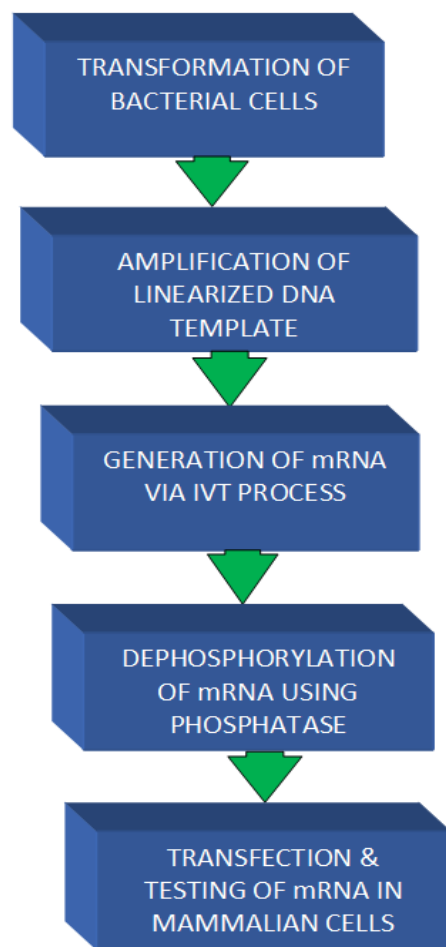 TRANSFORMATION OF
BACTERIAL CELLS
AMPLIFICATION OF
LINEARIZED DNA
TEMPLATE
GENERATION OF mRNA
VIA IVT PROCESS
DEPHOSPHORYLATION
OF mRNA USING
PHOSPHATASE
TRANSFECTION &
TESTING OF mRNA IN
MAMMALIAN CELLS